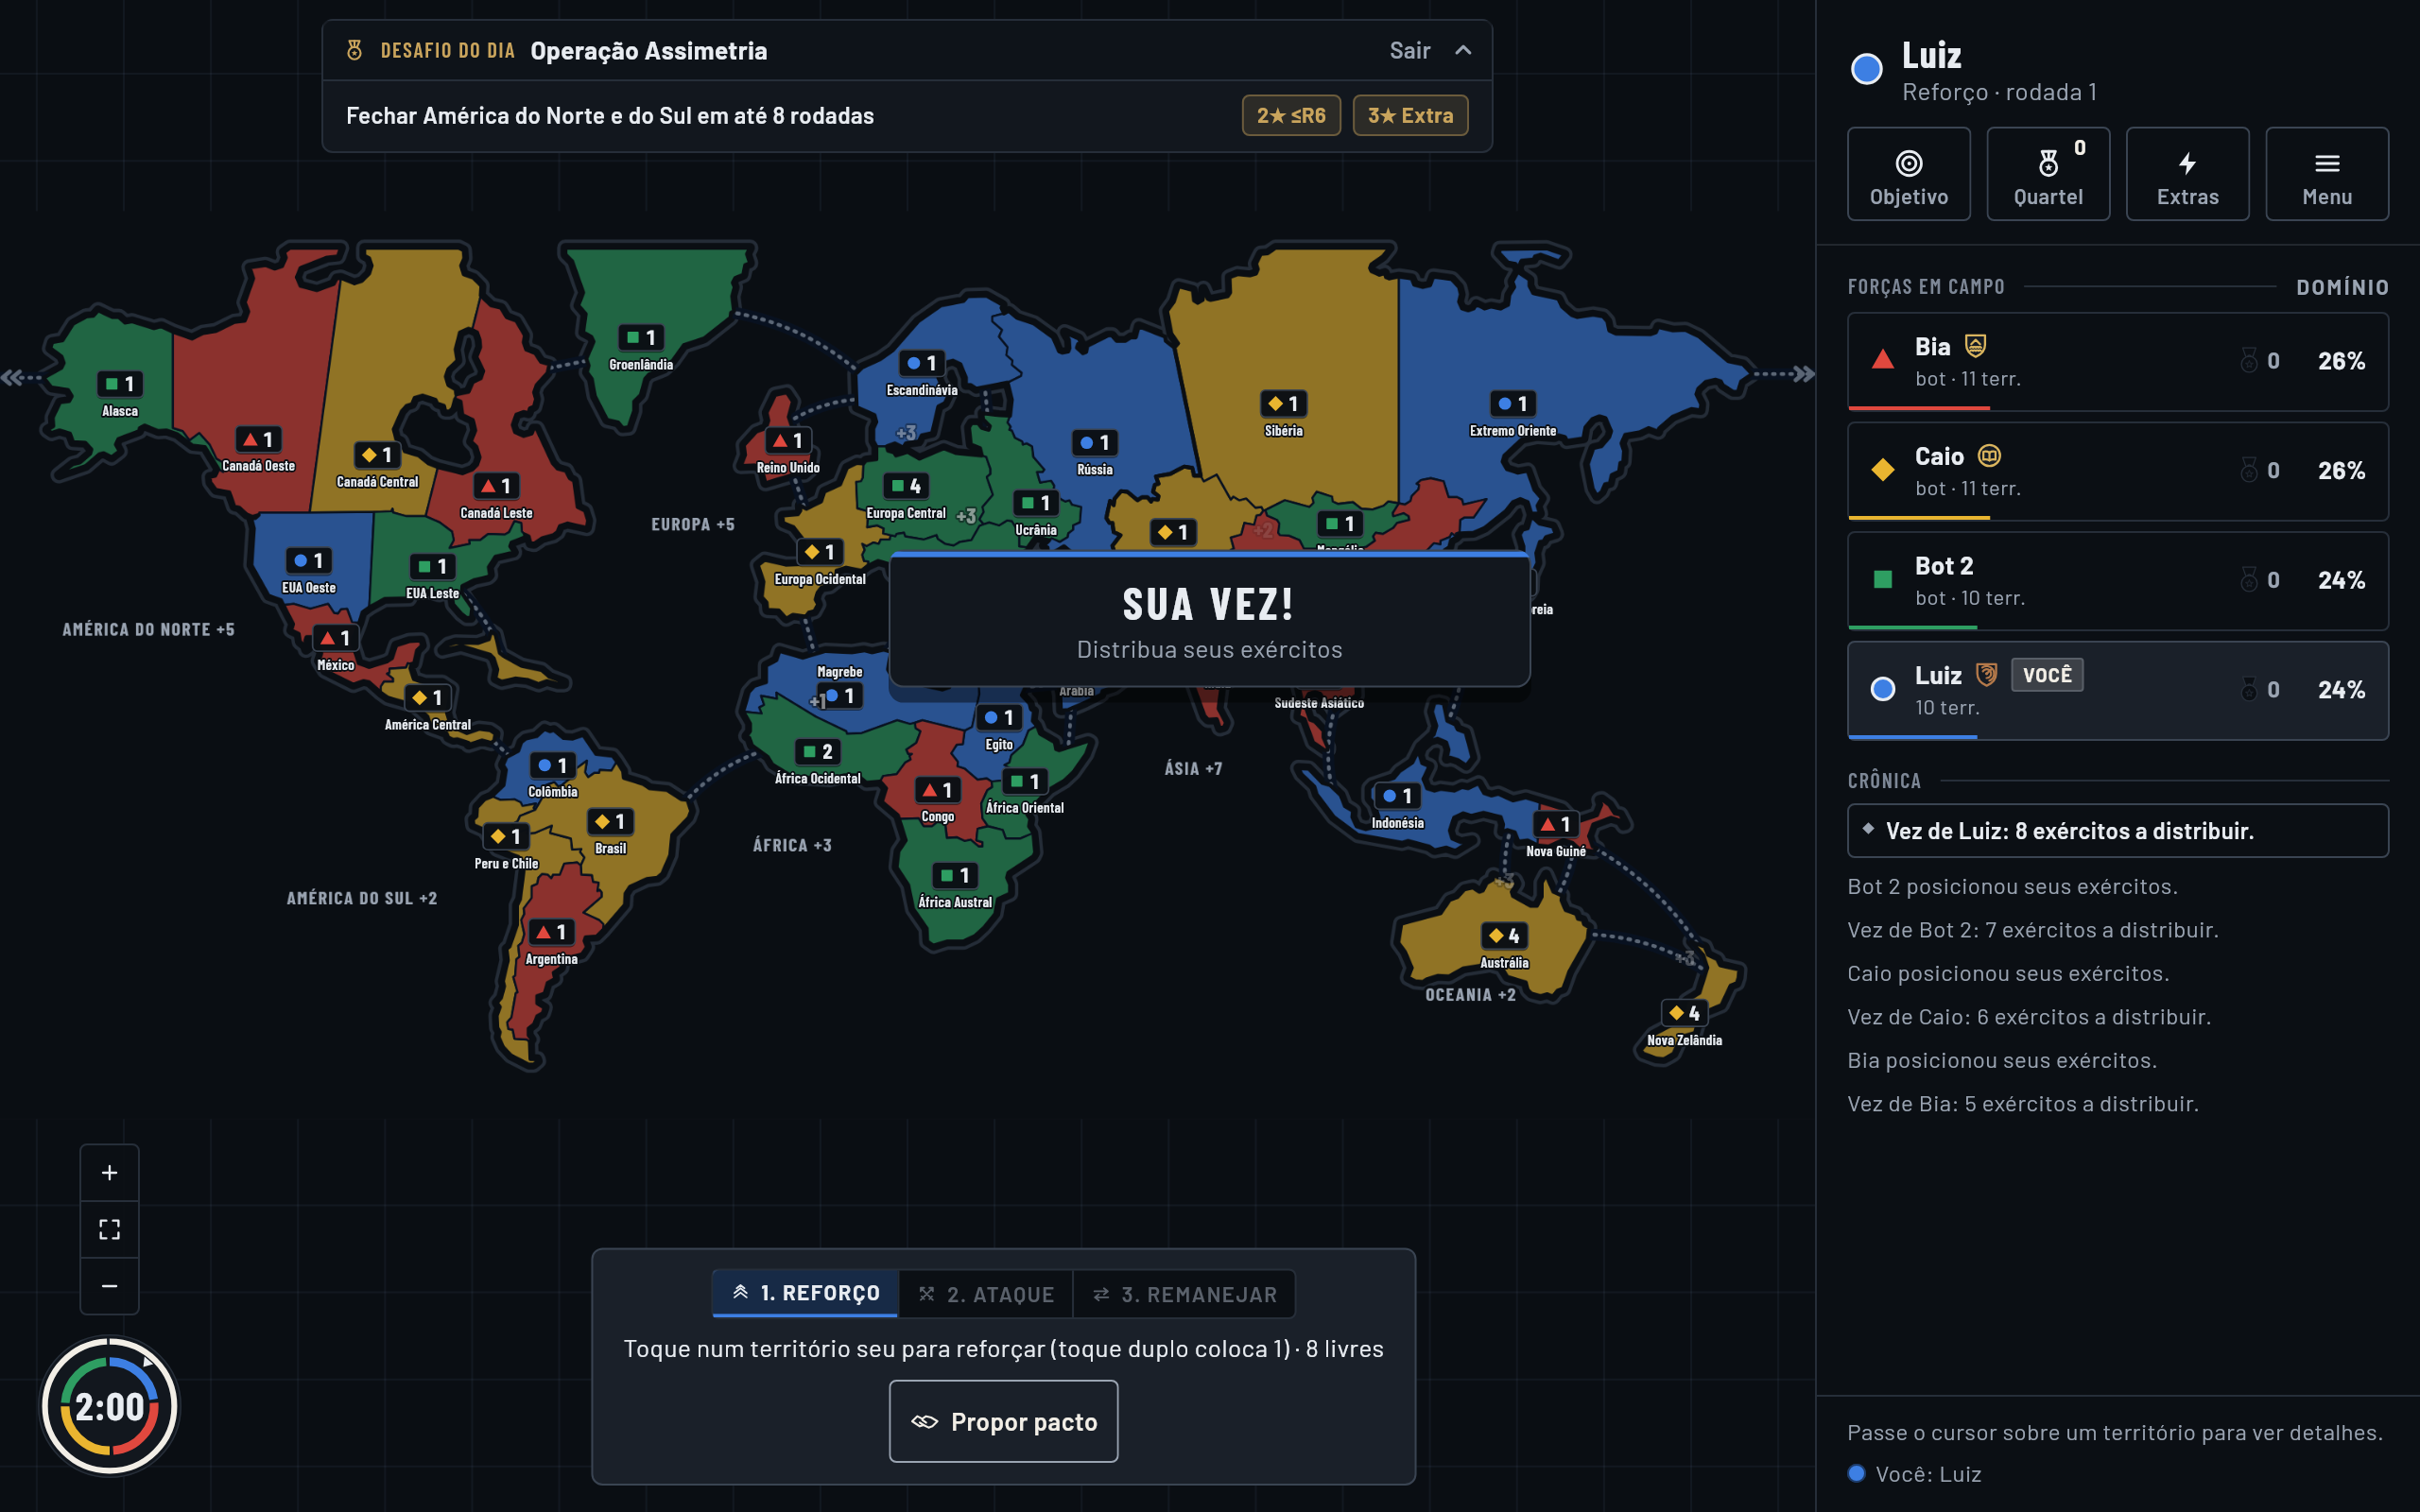 DESAFIO DO DIA Operação Assimetria Sair
Fechar América do Norte e do Sul em até 8 rodadas 2★ ≤R6 3★ Extra
Luiz
Reforço · rodada 1
Objetivo
0
Quartel
Extras
Menu
FORÇAS EM CAMPO DOMÍNIO
Bia 0 26%
bot · 11 terr.
Caio 0 26%
bot · 11 terr.
Bot 2 0 24%
bot · 10 terr.
Luiz VOCÊ 0 24%
10 terr.
CRÔNICA
Vez de Luiz: 8 exércitos a distribuir.
Bot 2 posicionou seus exércitos.
Vez de Bot 2: 7 exércitos a distribuir.
Caio posicionou seus exércitos.
Vez de Caio: 6 exércitos a distribuir.
Bia posicionou seus exércitos.
Vez de Bia: 5 exércitos a distribuir.
Passe o cursor sobre um território para ver detalhes.
Você: Luiz
1
Alasca
1
Canadá Oeste
1
Canadá Central
1
Canadá Leste
1
Groenlândia
1
EUA Oeste
1
EUA Leste
1
México
1
América Central
AMÉRICA DO NORTE +5
1
Colômbia
1
Peru e Chile
1
Brasil
1
Argentina
AMÉRICA DO SUL +2
1
Escandinávia
+3
1
Reino Unido
4
Europa Central
+3
1
Ucrânia
1
Rússia
1
Europa Ocidental
EUROPA +5
1
Sibéria
1
Extremo Oriente
1
+2
1
SUA VEZ!
Distribua seus exércitos
Sudeste Asiático
ÁSIA +7
Magrebe
+1
1
1
Egito
2
África Ocidental
1
Congo
1
África Oriental
1
África Austral
ÁFRICA +3
1
Indonésia
1
Nova Guiné
+3
4
Austrália
+3
4
Nova Zelândia
OCEANIA +2
+
−
2:00
1. REFORÇO 2. ATAQUE 3. REMANEJAR
Toque num território seu para reforçar (toque duplo coloca 1) · 8 livres
Propor pacto